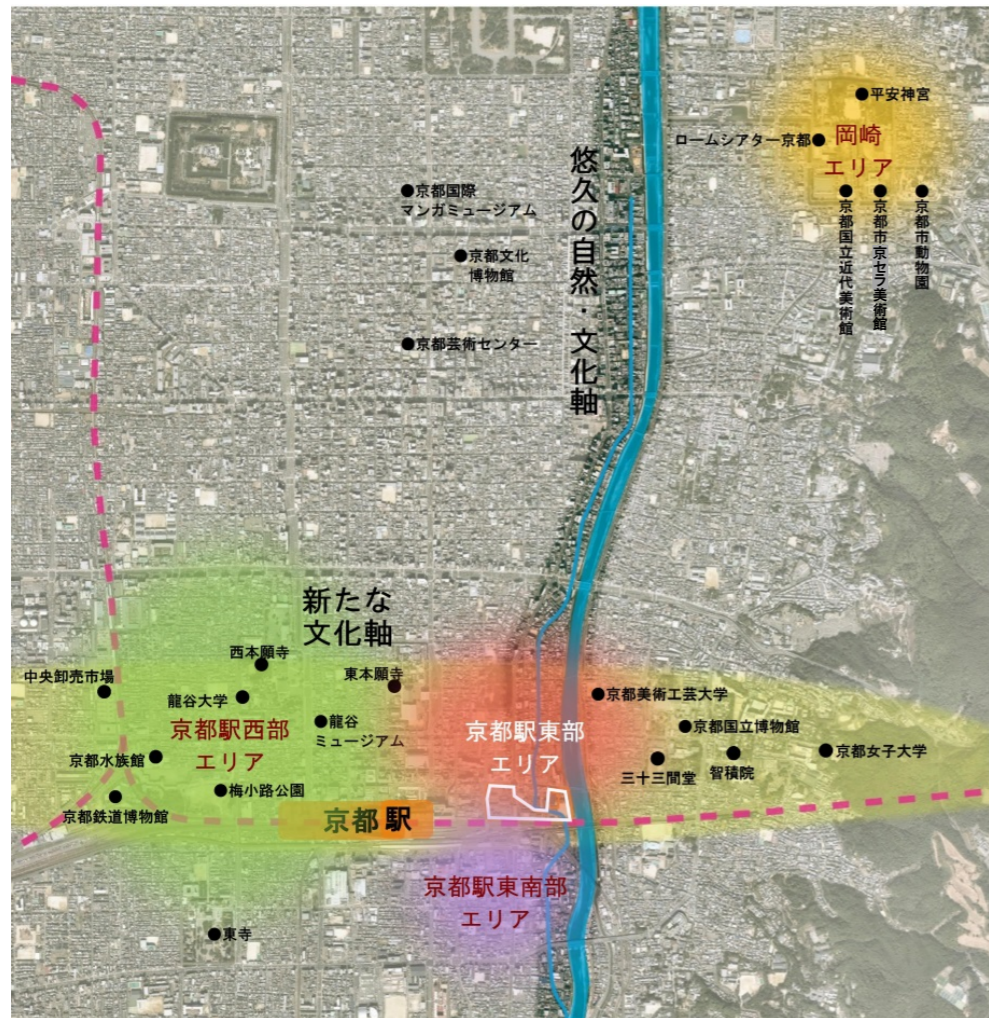 平安神宮
ロームシアター京都
岡崎
エリア
京都国立近代美術館
京都市京セラ美術館
京都市動物園
京都国際
マンガミュージアム
京都文化
博物館
京都芸術センター
悠久の自然・文化軸
新たな
文化軸
西本願寺
中央卸売市場
東本願寺
龍谷大学
龍谷
ミュージアム
京都美術工芸大学
京都国立博物館
京都女子大学
智積院
三十三間堂
京都駅西部
エリア
京都駅東部
エリア
京都水族館
梅小路公園
京都鉄道博物館
京都駅
京都駅東南部
エリア
東寺